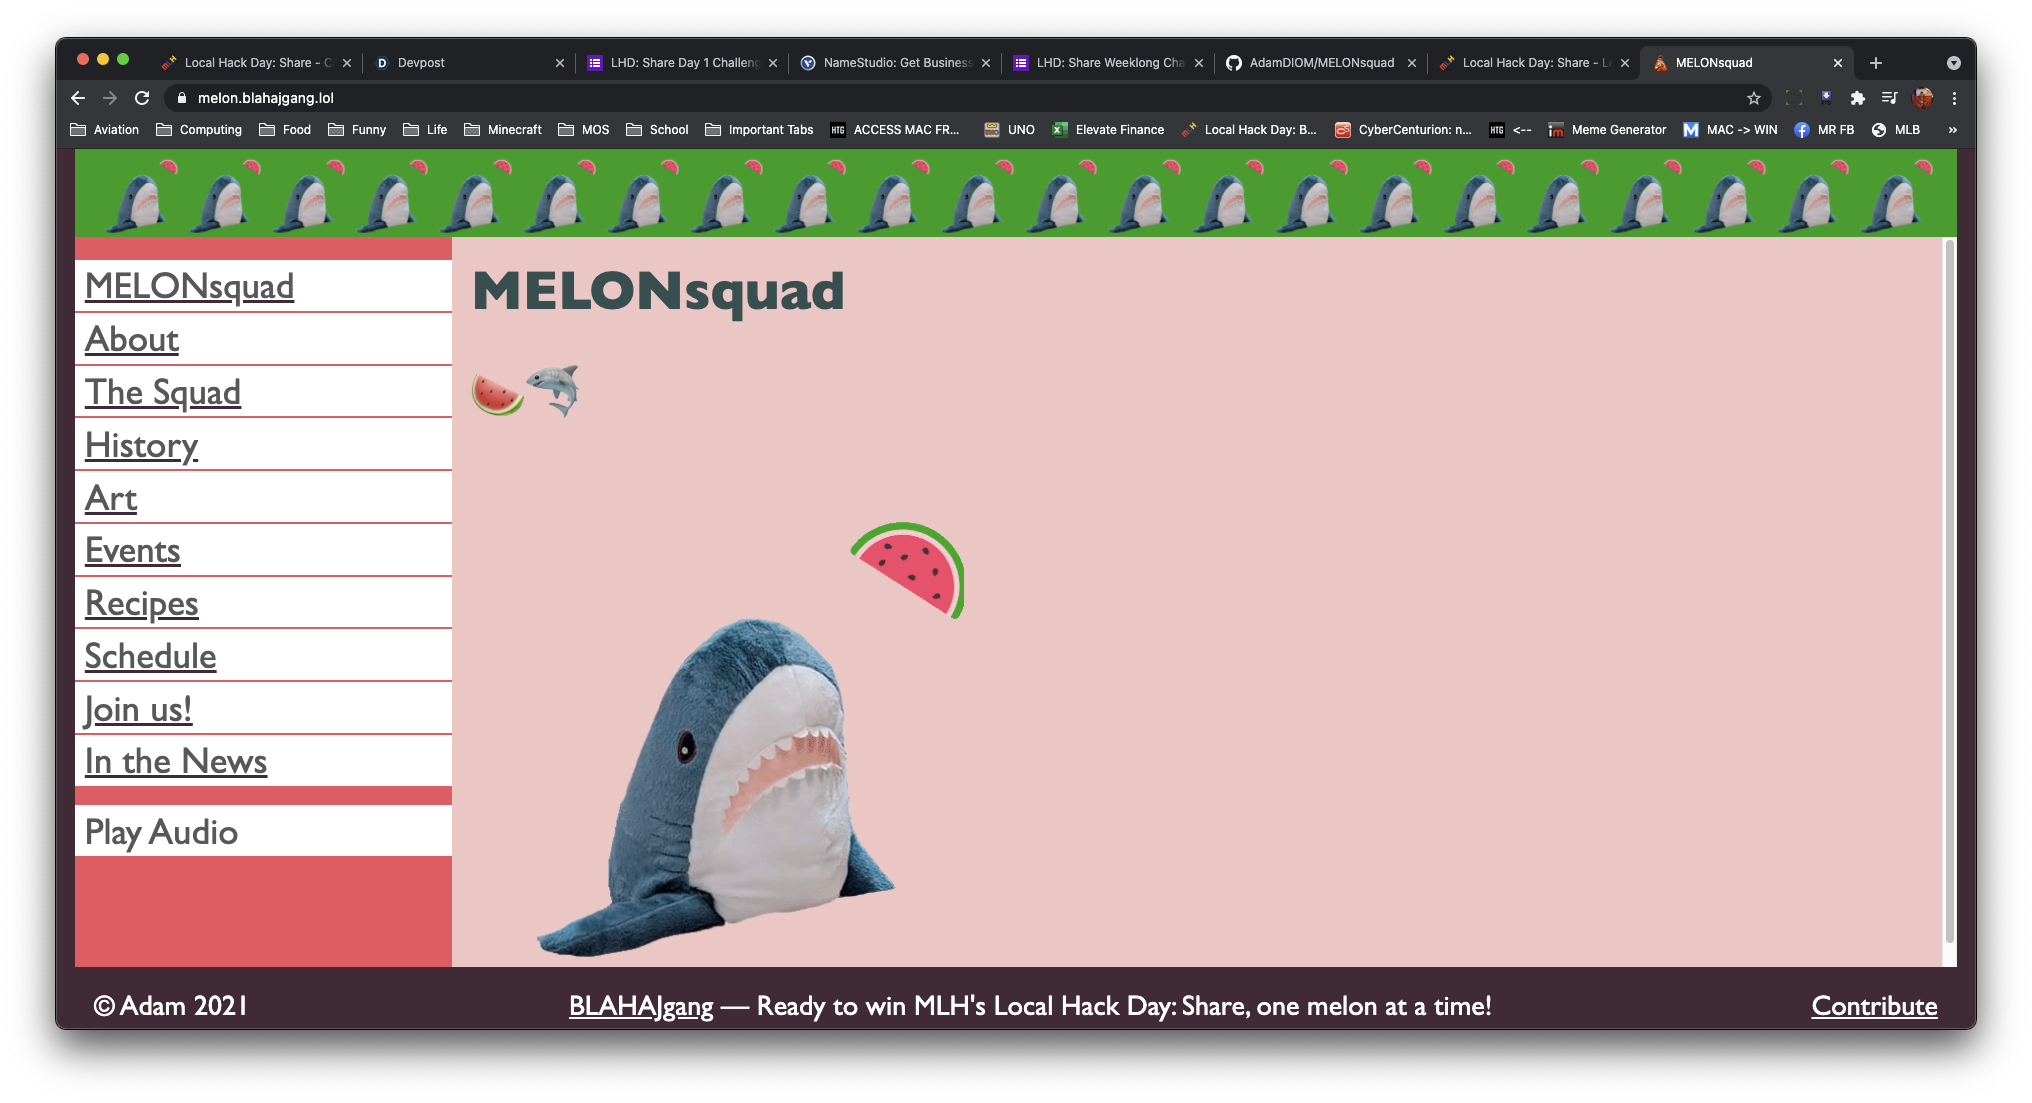 Local Hack Day: Share - C
Devpost
LHD: Share Day 1 Challeng
NameStudio: Get Business
LHD: Share Weeklong Cha
AdamDIOM/MELONsquad
Local Hack Day: Share - Le
MELONsquad
melon.blahajgang.lol
Aviation
Computing
Food
Funny
Life
Minecraft
MOS
School
Important Tabs
HTG
ACCESS MAC FR...
UNO
Elevate Finance
Local Hack Day: B...
CyberCenturion: n...
HTG
<--
im
Meme Generator
MAC -> WIN
MR FB
MLB
»
MELONsquad
About
The Squad
History
Art
Events
Recipes
Schedule
Join us!
In the News
Play Audio
MELONsquad
© Adam 2021
BLAHAJgang — Ready to win MLH's Local Hack Day: Share, one melon at a time!
Contribute